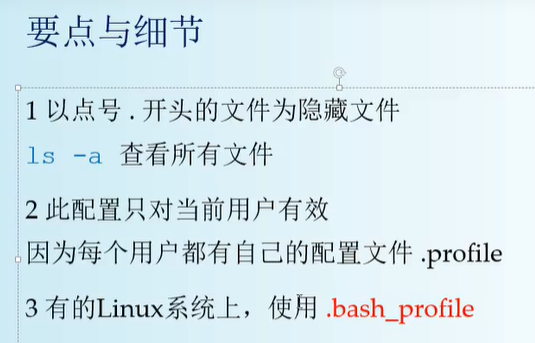 要点与细节
1 以点号 . 开头的文件为隐藏文件
ls -a 查看所有文件
2 此配置只对当前用户有效
因为每个用户都有自己的配置文件 .profile
3 有的Linux系统上，使用 .bash_profile